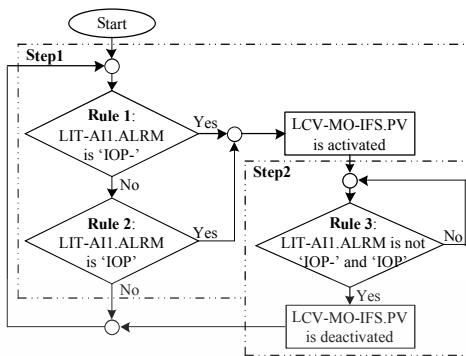 Start
Step1
Rule 1:
LIT-AI1.ALRM
is ‘IOP-’
Yes
No
LCV-MO-IFS.PV
is activated
Step2
Rule 2:
LIT-AI1.ALRM
is ‘IOP’
Yes
No
Rule 3:
LIT-AI1.ALRM is not
‘IOP-’ and ‘IOP’
No
Yes
LCV-MO-IFS.PV
is deactivated